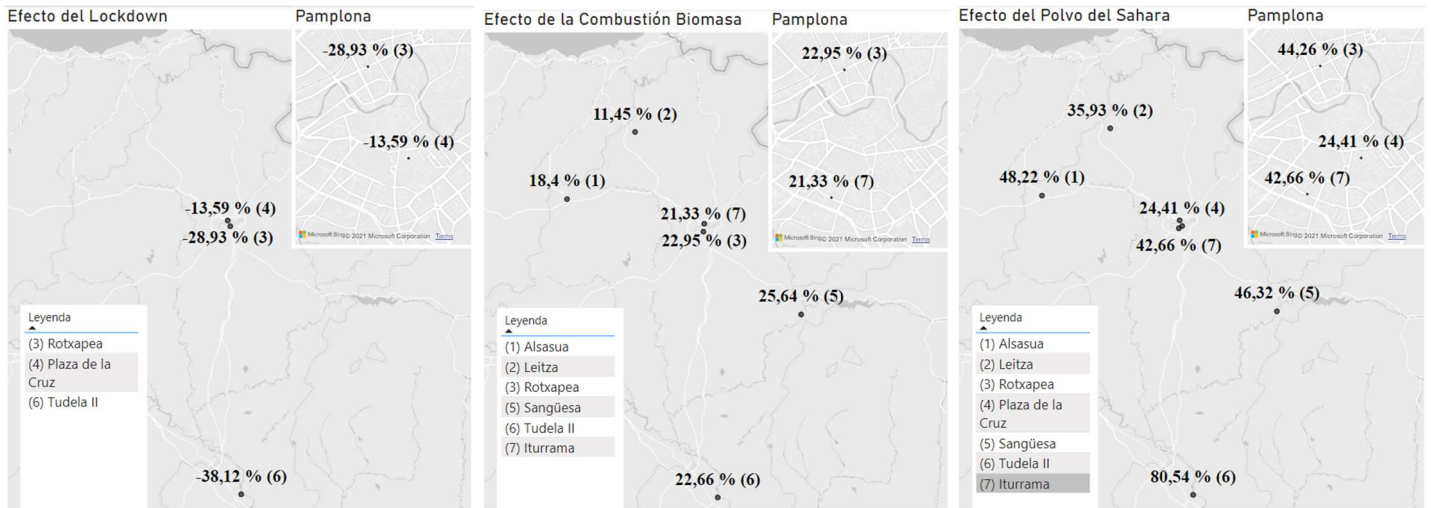 Efecto del Lockdown
Pamplona
-28,93 % (3)
-13,59 % (4)
Microsoft Bing © 2021 Microsoft Corporation Terms
-13,59 % (4)
-28,93 % (3)
Leyenda
(3) Rotxapea
(4) Plaza de la
Cruz
(6) Tudela II
-38,12 % (6)
Efecto de la Combustión Biomasa
Pamplona
22,95 % (3)
21,33 % (7)
Microsoft Bing © 2021 Microsoft Corporation Terms
11,45 % (2)
18,4 % (1)
21,33 % (7)
22,95 % (3)
25,64 % (5)
Leyenda
(1) Alsasua
(2) Leitza
(3) Rotxapea
(5) Sangüesa
(6) Tudela II
(7) Iturrama
22,66 % (6)
Efecto del Polvo del Sahara
Pamplona
44,26 % (3)
24,41 % (4)
42,66 % (7)
Microsoft Bing © 2021 Microsoft Corporation Terms
35,93 % (2)
48,22 % (1)
24,41 % (4)
42,66 % (7)
46,32 % (5)
Leyenda
(1) Alsasua
(2) Leitza
(3) Rotxapea
(4) Plaza de la
Cruz
(5) Sangüesa
(6) Tudela II
(7) Iturrama
80,54 % (6)